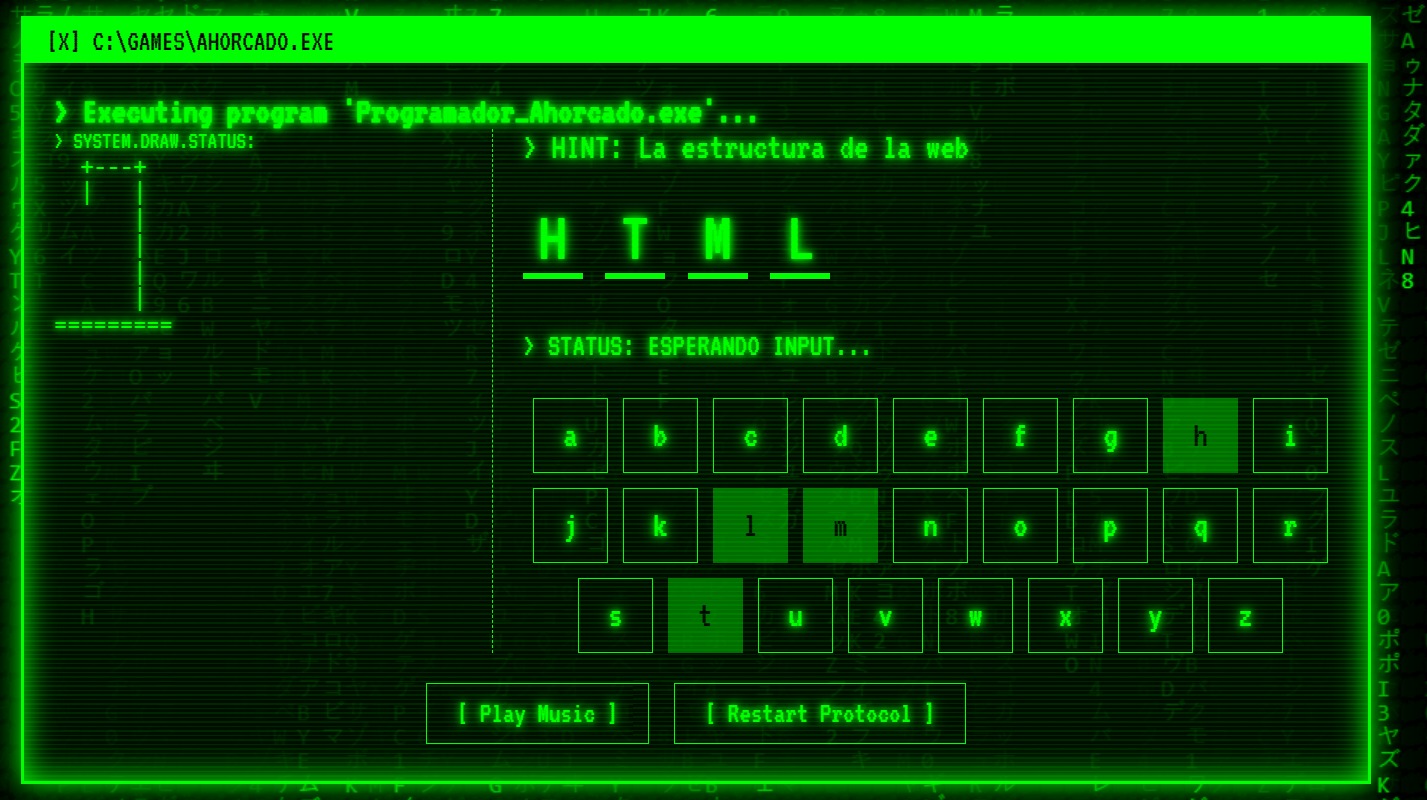 [X] C:\GAMES\AHORCADO.EXE
> Executing program 'Programador_Ahorcado.exe'...
> SYSTEM.DRAW.STATUS:
+---+
|   |
    |
    |
    |
    |
=========
> HINT: La estructura de la web
H T M L
> STATUS: ESPERANDO INPUT...
a b c d e f g h i
j k l m n o p q r
s t u v w x y z
[ Play Music ] [ Restart Protocol ]